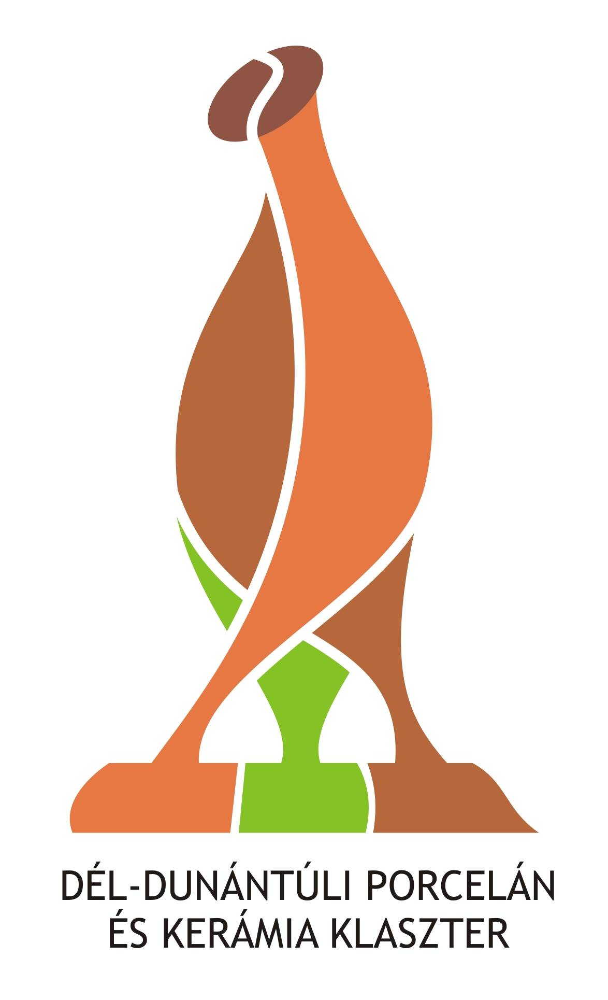 DÉL-DUNÁNTÚLI PORCELÁN
ÉS KERÁMIA KLASZTER